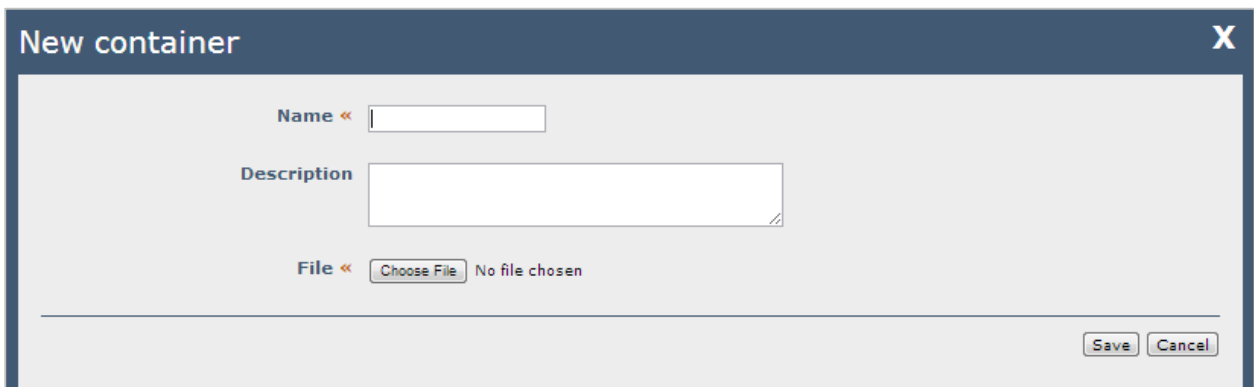 New container X
Name «
Description
File « Choose File No file chosen
Save Cancel